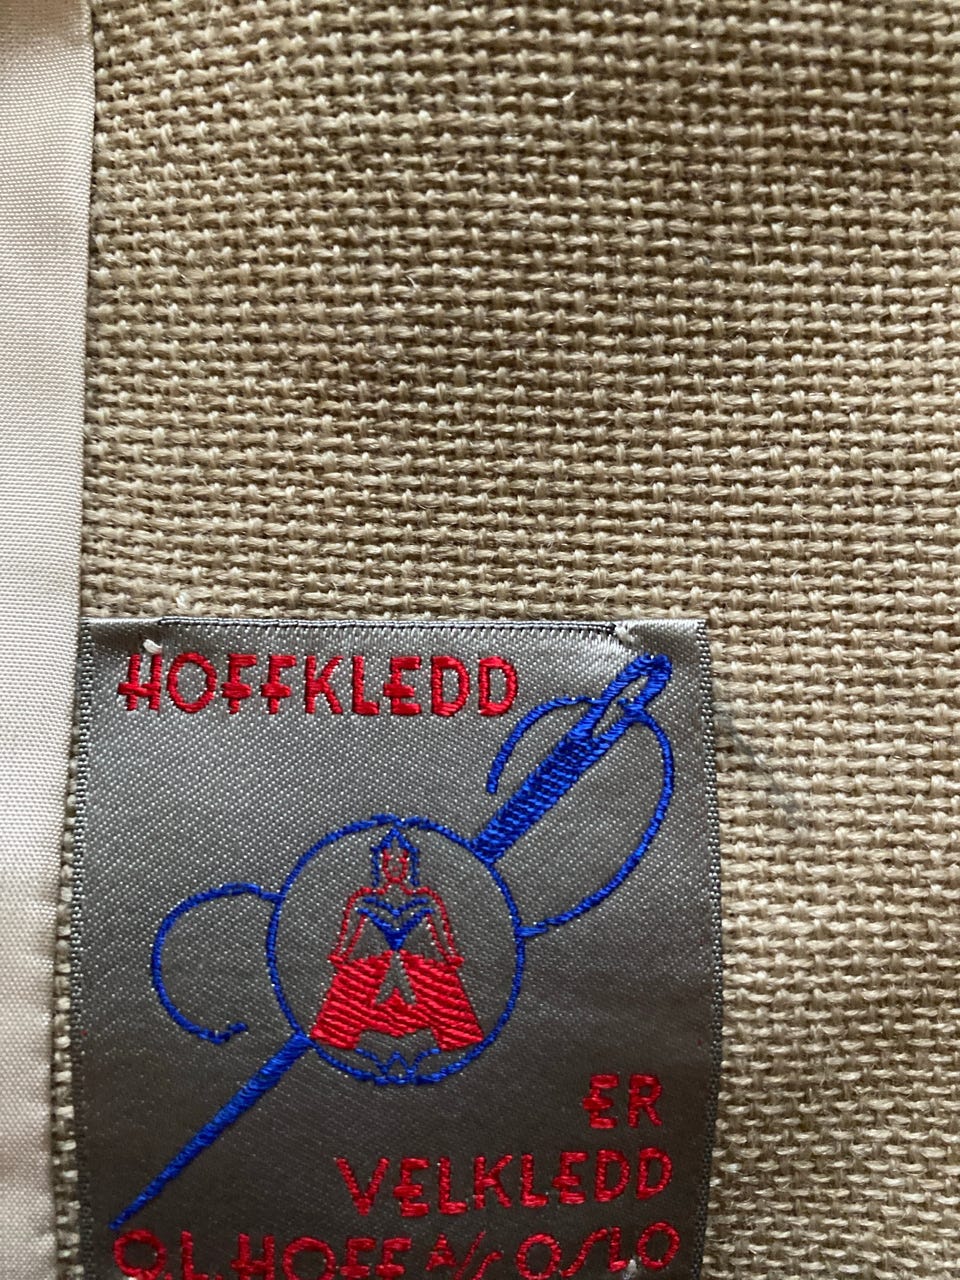 HOFFKLEDD
ER
VELKLEDD
O.L. HOFF A/S OSLO